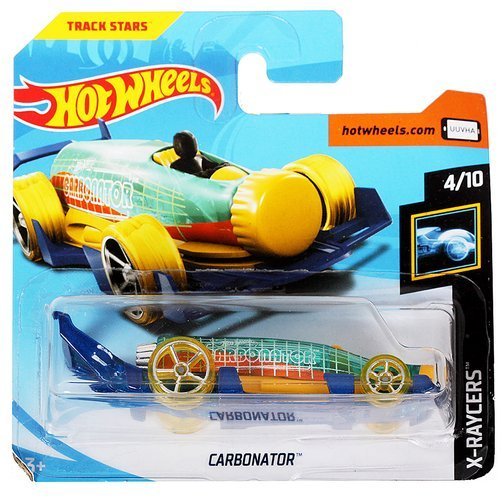 TRACK STARS
Hot Wheels
hotwheels.com
UUVHA
4/10
CARBONATOR
CARBONATOR
CARBONATOR
X-RAYCERS™
3+
CARBONATOR™